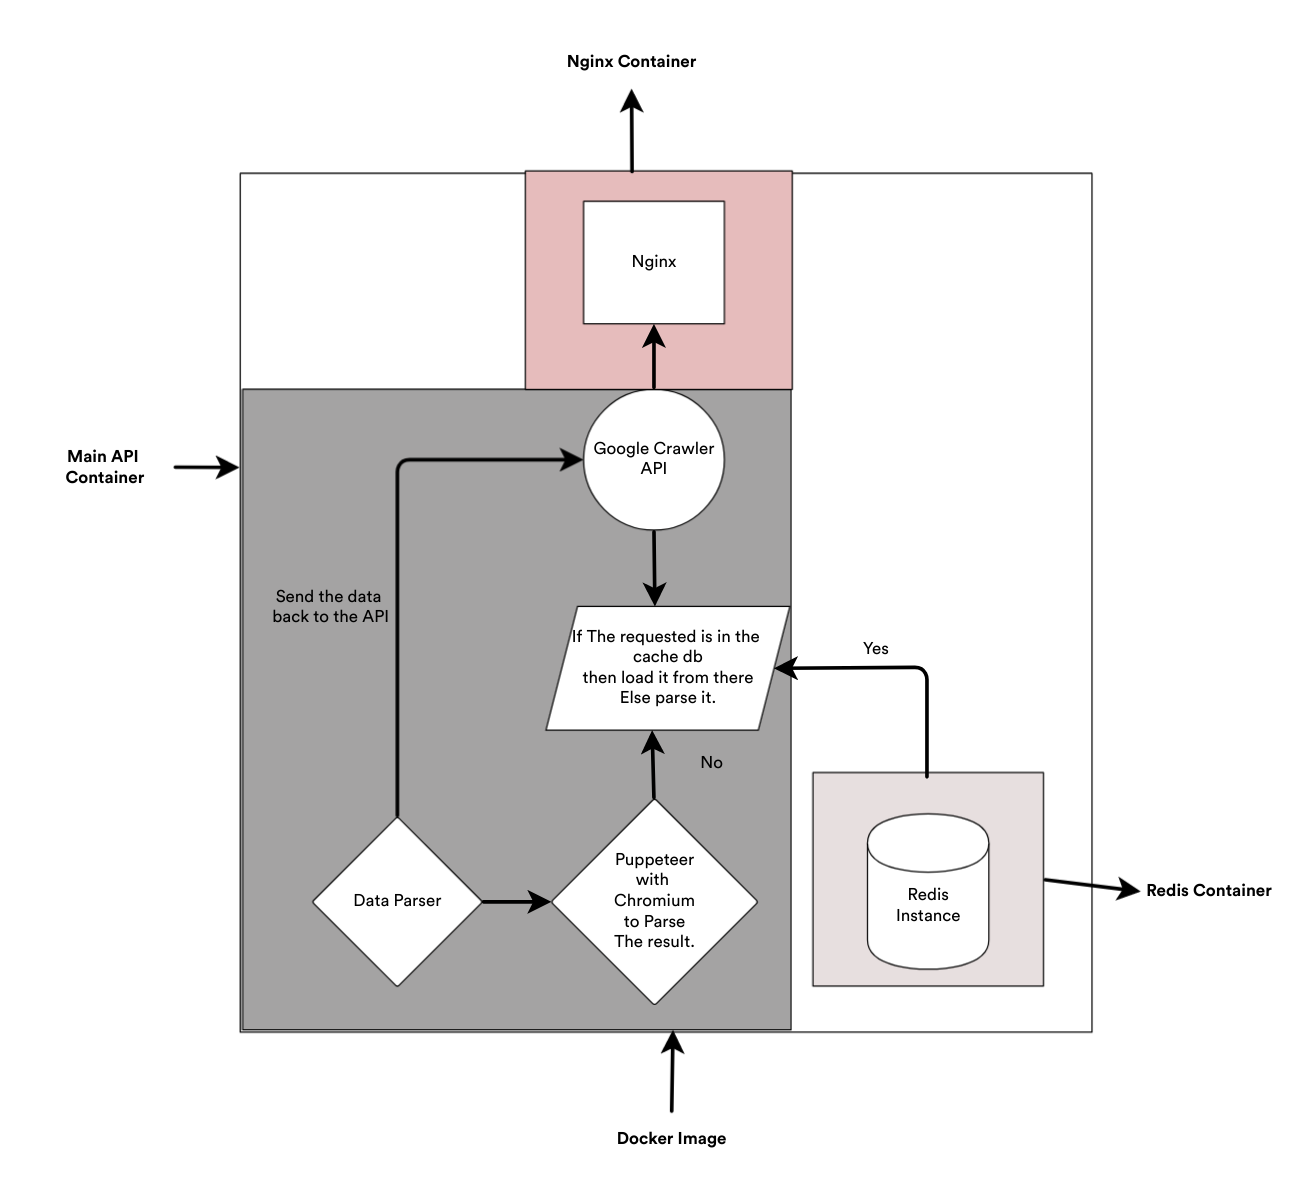 Nginx Container
Nginx
Google Crawler
API
Main API
Container
Send the data
back to the API
If The requested is in the
cache db
then load it from there
Else parse it.
Yes
No
Data Parser
Puppeteer
with
Chromium
to Parse
The result.
Redis
Instance
Redis Container
Docker Image